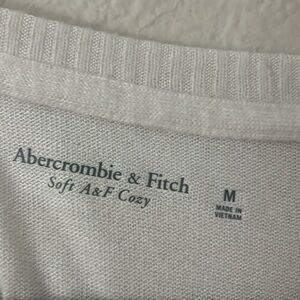 Abercrombie & Fitch
Soft A&F Cozy
M
MADE IN
VIETNAM